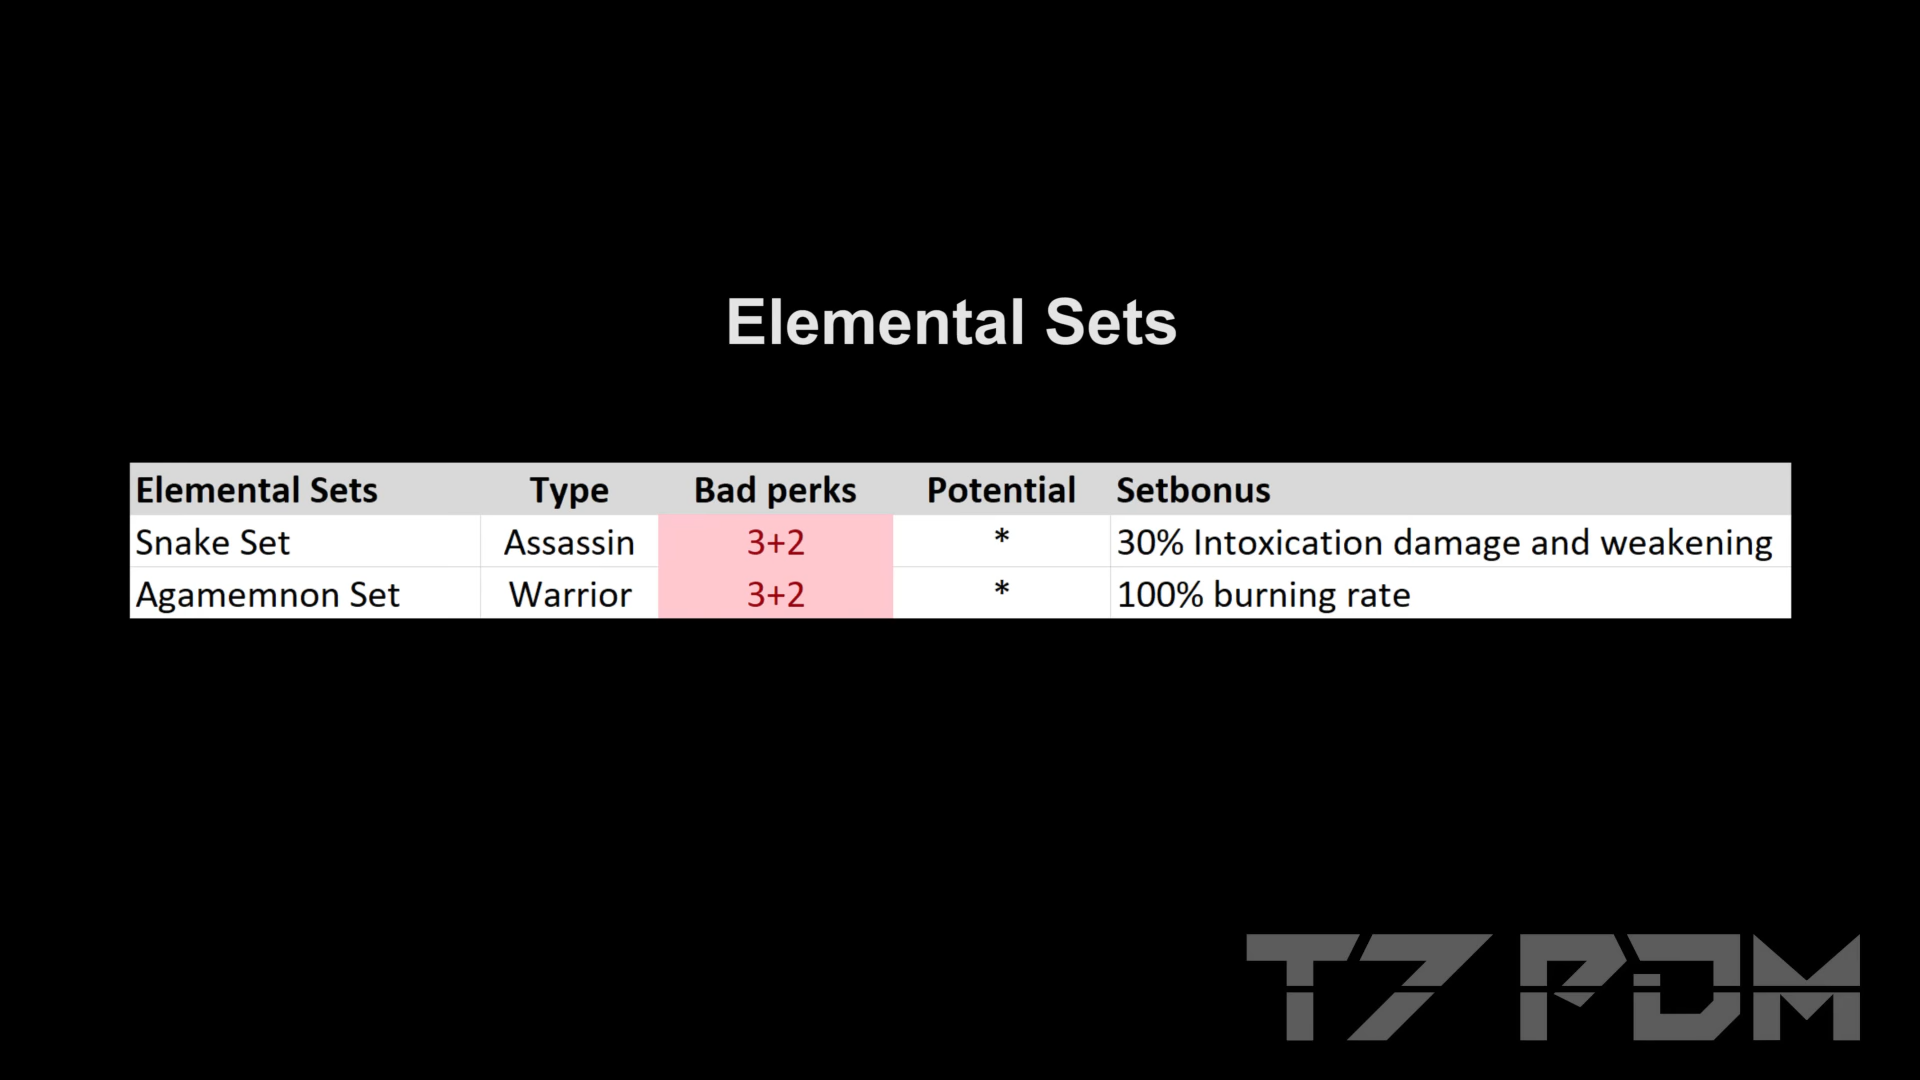 Elemental Sets
Elemental Sets Type Bad perks Potential Setbonus
Snake Set Assassin 3+2 * 30% Intoxication damage and weakening
Agamemnon Set Warrior 3+2 * 100% burning rate
T7 PDM